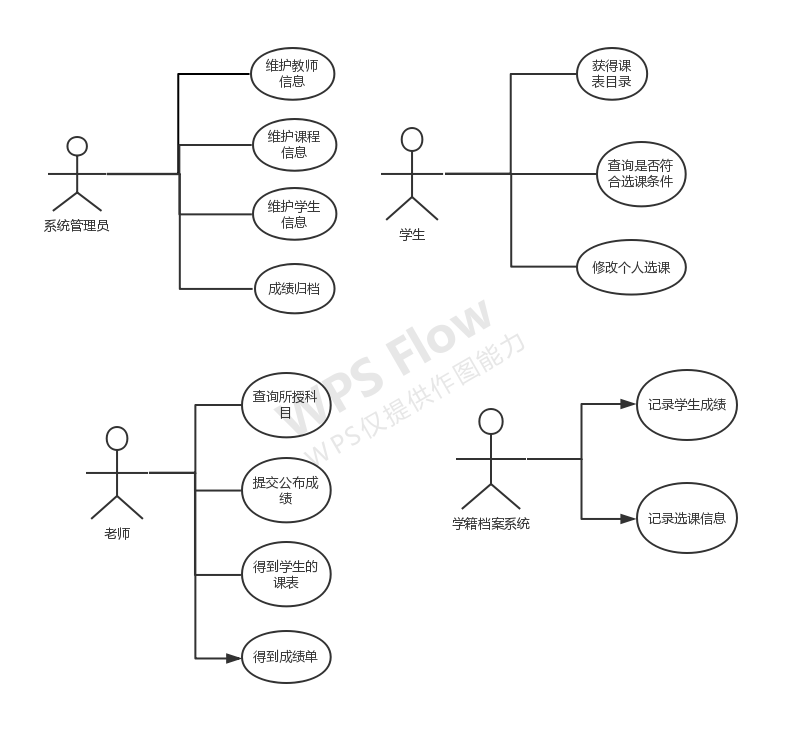 维护教师
信息
维护课程
信息
系统管理员
维护学生
信息
成绩归档
获得课
表目录
查询是否符
合选课条件
学生
修改个人选课
WPS Flow
WPS仅提供作图能力
查询所授科
目
提交公布成
绩
老师
得到学生的
课表
得到成绩单
记录学生成绩
学籍档案系统
记录选课信息